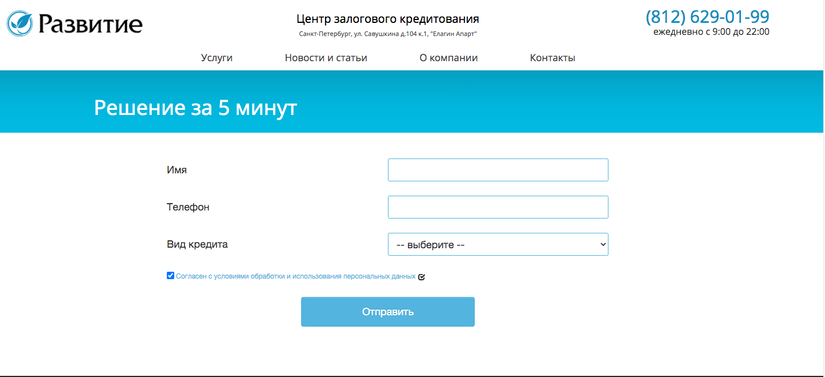 Развитие
Центр залогового кредитования
Санкт-Петербург, ул. Савушкина д.104 к.1, "Елагин Апарт"
(812) 629-01-99
ежедневно с 9:00 до 22:00
Услуги
Новости и статьи
О компании
Контакты
Решение за 5 минут
Имя
Телефон
Вид кредита
-- выберите --
Согласен с условиями обработки и использования персональных данных
Отправить